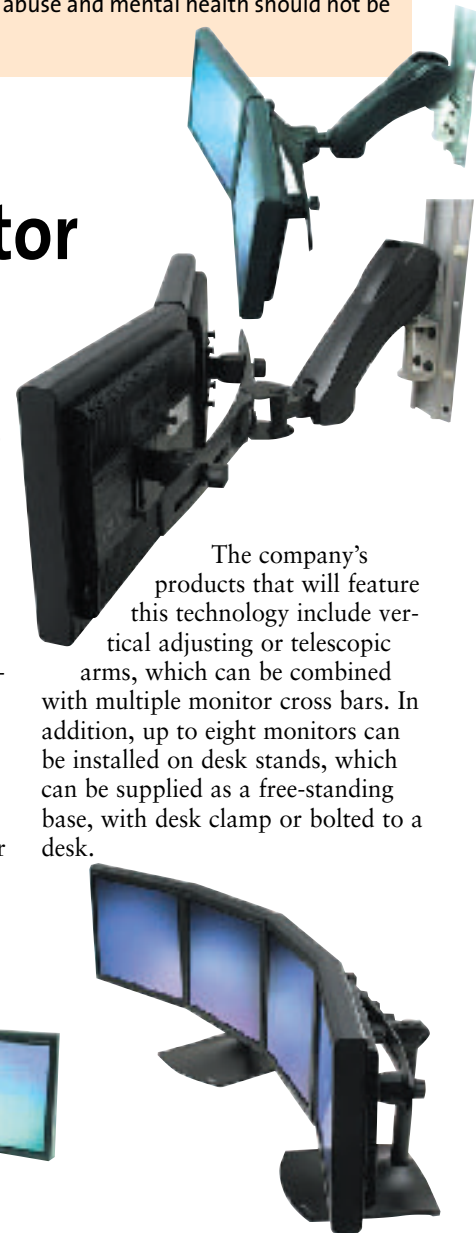 abuse and mental health should not be
tor
The company’s
products that will feature
this technology include ver-
tical adjusting or telescopic
arms, which can be combined
with multiple monitor cross bars. In
addition, up to eight monitors can
be installed on desk stands, which
can be supplied as a free-standing
base, with desk clamp or bolted to a
desk.